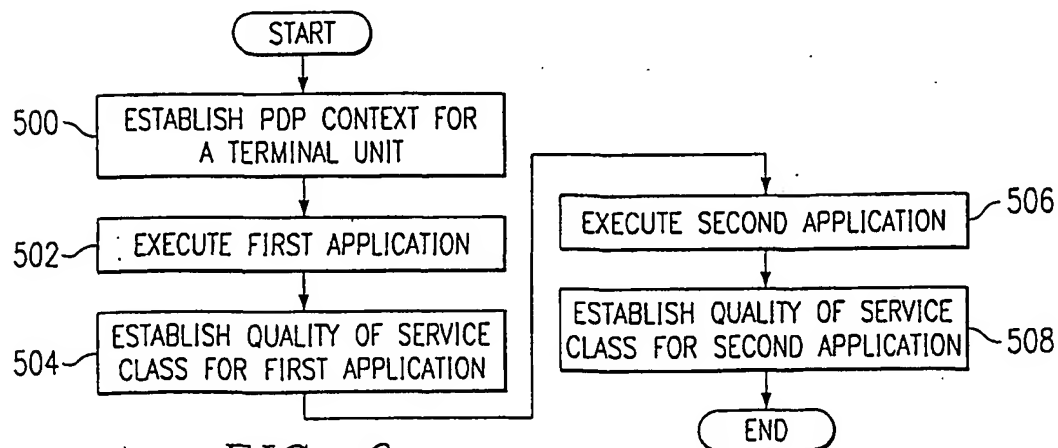 START
500
ESTABLISH PDP CONTEXT FOR
A TERMINAL UNIT
502
EXECUTE FIRST APPLICATION
504
ESTABLISH QUALITY OF SERVICE
CLASS FOR FIRST APPLICATION
EXECUTE SECOND APPLICATION
506
ESTABLISH QUALITY OF SERVICE
CLASS FOR SECOND APPLICATION
508
END